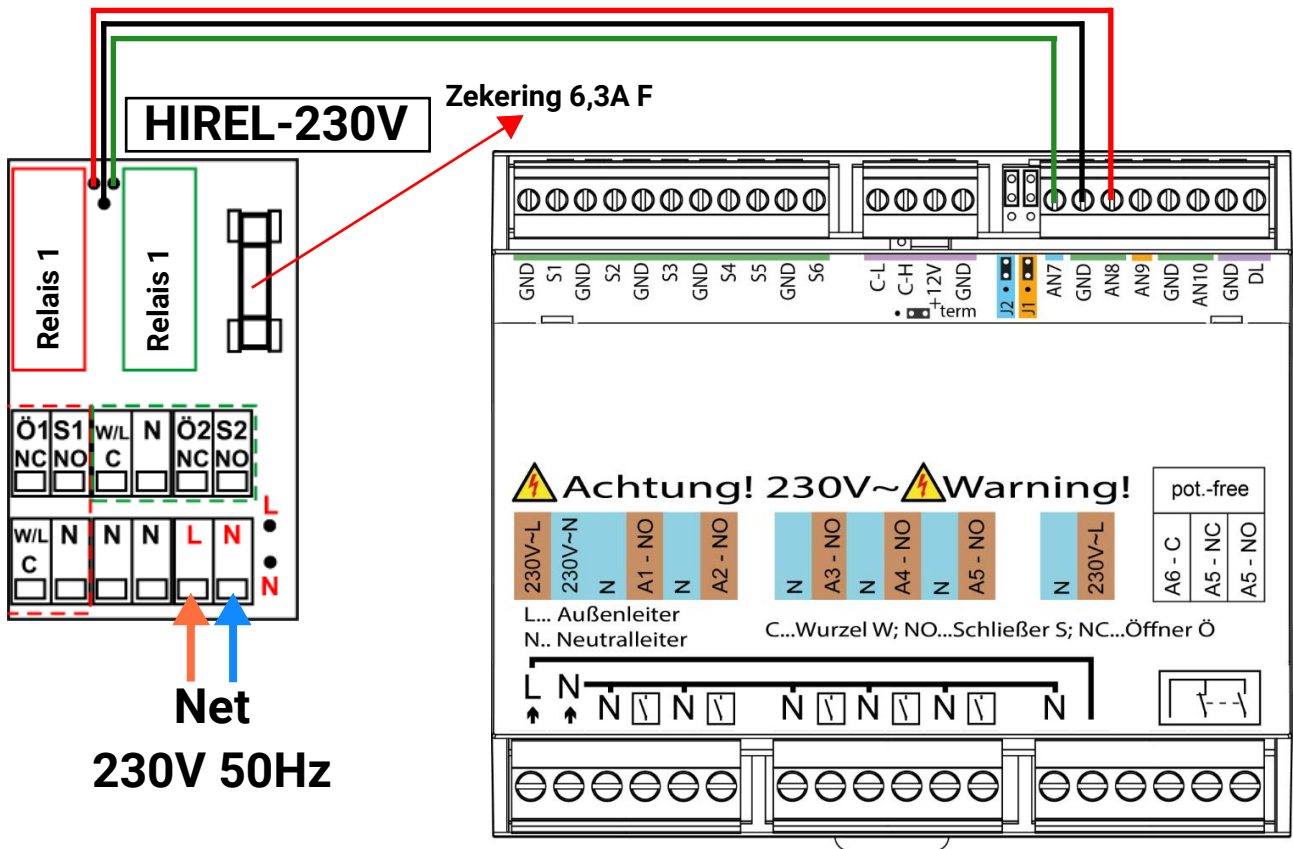 Zekering 6,3A F
HIREL-230V
Relais 1
Relais 1
Ö1 S1 W/L N Ö2 S2
NC NO C NC NO
L
W/L N N N L N
C
N
Net
230V 50Hz
GND S1 GND S2 GND S3 GND S4 S5 GND S6
C-L C-H +12V GND
term
J2 J1
AN7 GND AN8 AN9 GND AN10 GND DL
Achtung! 230V~ Warning!
pot.-free
230V~L 230V~N N A1 - NO N A2 - NO
N A3 - NO N A4 - NO N A5 - NO
N 230V~L
A6 - C A5 - NC A5 - NO
L... Außenleiter
N.. Neutralleiter
C...Wurzel W; NO...Schließer S; NC...Öffner Ö
L N N N N N N N